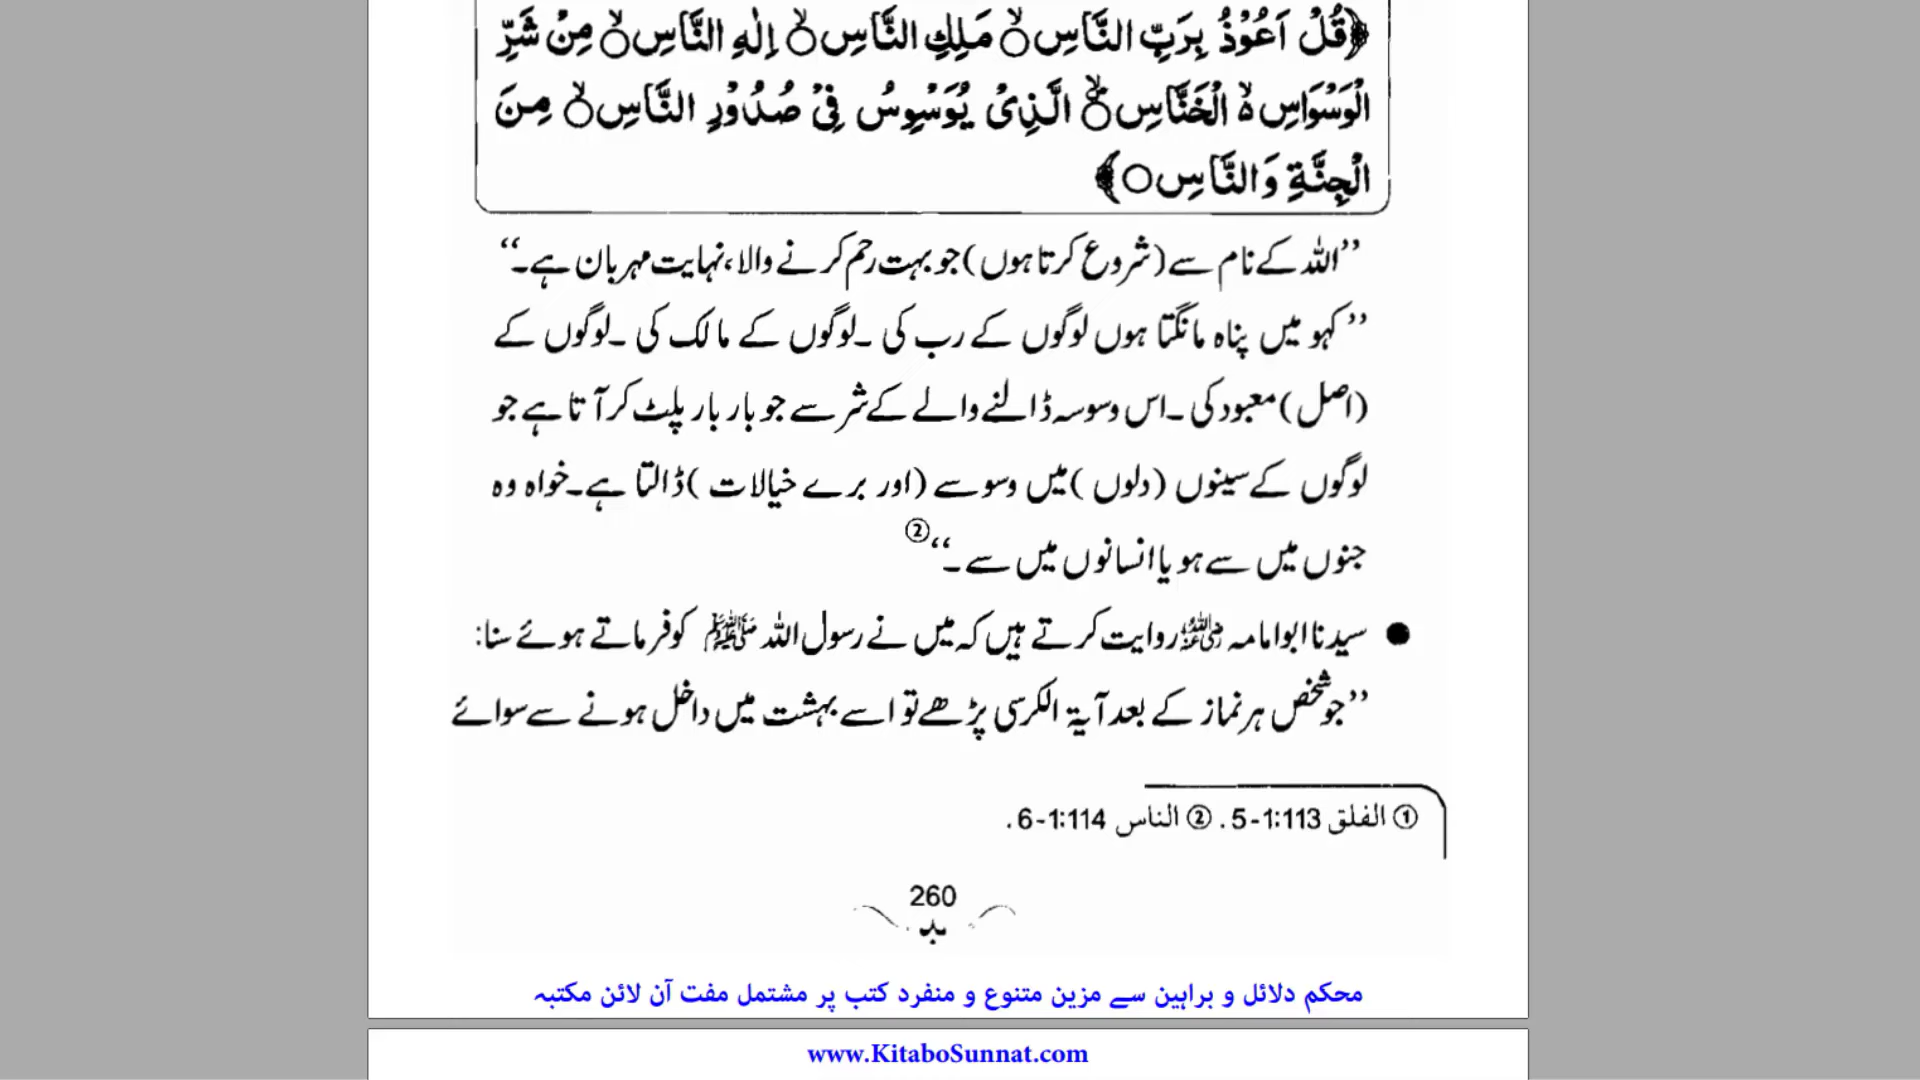 ﴿قُلْ اَعُوْذُ بِرَبِّ النَّاسِ○ۙ مَلِكِ النَّاسِ○ۙ اِلٰهِ النَّاسِ○ۙ مِنْ شَرِّ
الْوَسْوَاسِ ۙ الْخَنَّاسِ○ۙ الَّذِىْ يُوَسْوِسُ فِىْ صُدُوْرِ النَّاسِ○ۙ مِنَ
الْجِنَّةِ وَالنَّاسِ○﴾
’’اللہ کے نام سے (شروع کرتا ہوں) جو بہت رحم کرنے والا، نہایت مہربان ہے۔‘‘
’’کہو میں پناہ مانگتا ہوں لوگوں کے رب کی ۔لوگوں کے مالک کی ۔لوگوں کے
(اصل) معبود کی ۔اس وسوسہ ڈالنے والے کے شر سے جو بار بار پلٹ کر آتا ہے جو
لوگوں کے سینوں (دلوں) میں وسوسے (اور برے خیالات) ڈالتا ہے۔خواہ وہ
جنوں میں سے ہو یا انسانوں میں سے ۔‘‘②
● سیدنا ابوامامہ رضی اللہ عنہ روایت کرتے ہیں کہ میں نے رسول اللہ ﷺ کو فرماتے ہوئے سنا:
’’جو شخص ہر نماز کے بعد آیۃ الکرسی پڑھے تو اسے بہشت میں داخل ہونے سے سوائے
① الفلق 113:1-5. ② الناس 114:1-6.
260
محکم دلائل و براہین سے مزین متنوع و منفرد کتب پر مشتمل مفت آن لائن مکتبہ
www.KitaboSunnat.com